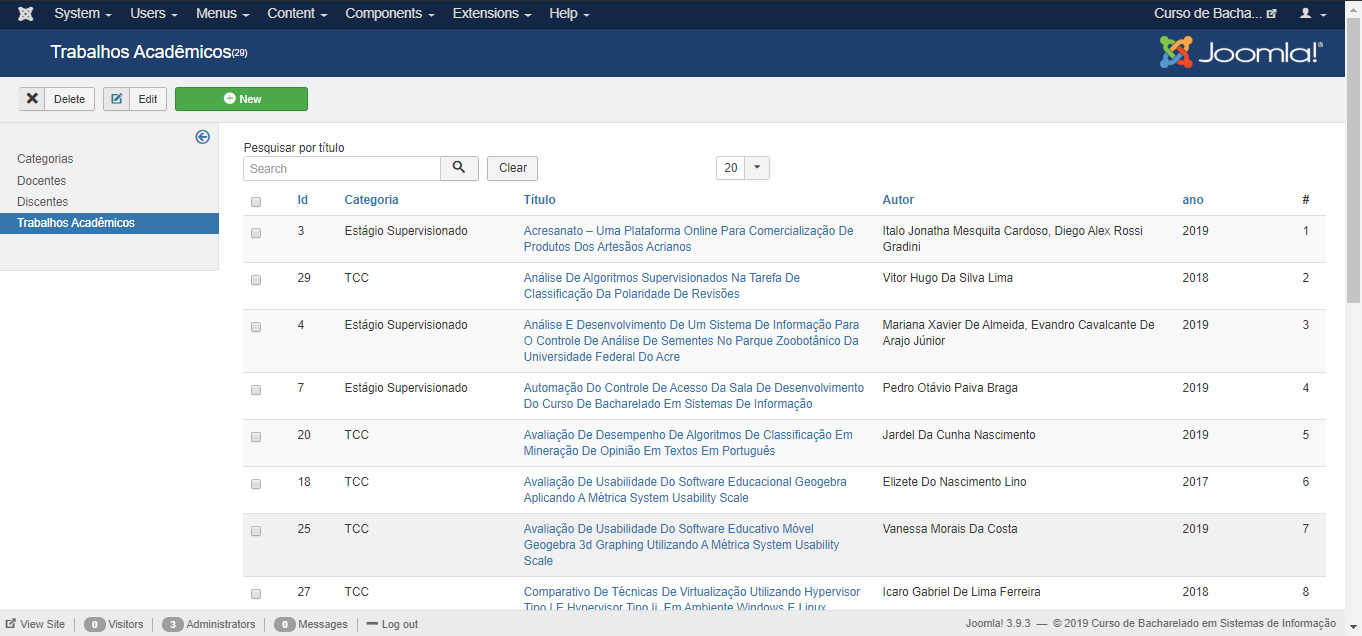 System Users Menus Content Components Extensions Help Curso de Bacha...
Trabalhos Acadêmicos(29) Joomla!®
Delete Edit New
Categorias
Docentes
Discentes
Trabalhos Acadêmicos
Pesquisar por título
Search Clear 20
Id Categoria Título Autor ano #
3 Estágio Supervisionado Acresanato – Uma Plataforma Online Para Comercialização De Italo Jonatha Mesquita Cardoso, Diego Alex Rossi 2019 1
Produtos Dos Artesãos Acrianos Gradini
29 TCC Análise De Algoritmos Supervisionados Na Tarefa De Vitor Hugo Da Silva Lima 2018 2
Classificação Da Polaridade De Revisões
4 Estágio Supervisionado Análise E Desenvolvimento De Um Sistema De Informação Para Mariana Xavier De Almeida, Evandro Cavalcante De 2019 3
O Controle De Análise De Sementes No Parque Zoobotânico Da Arajo Júnior
Universidade Federal Do Acre
7 Estágio Supervisionado Automação Do Controle De Acesso Da Sala De Desenvolvimento Pedro Otávio Paiva Braga 2019 4
Do Curso De Bacharelado Em Sistemas De Informação
20 TCC Avaliação De Desempenho De Algoritmos De Classificação Em Jardel Da Cunha Nascimento 2019 5
Mineração De Opinião Em Textos Em Português
18 TCC Avaliação De Usabilidade Do Software Educacional Geogebra Elizete Do Nascimento Lino 2017 6
Aplicando A Métrica System Usability Scale
25 TCC Avaliação De Usabilidade Do Software Educativo Móvel Vanessa Morais Da Costa 2019 7
Geogebra 3d Graphing Utilizando A Métrica System Usability
Scale
27 TCC Comparativo De Técnicas De Virtualização Utilizando Hypervisor Icaro Gabriel De Lima Ferreira 2018 8
Tipo I E Hypervisor Tipo Ii, Em Ambiente Windows E Linux
View Site 0 Visitors 3 Administrators 0 Messages Log out Joomla! 3.9.3 — © 2019 Curso de Bacharelado em Sistemas de Informação